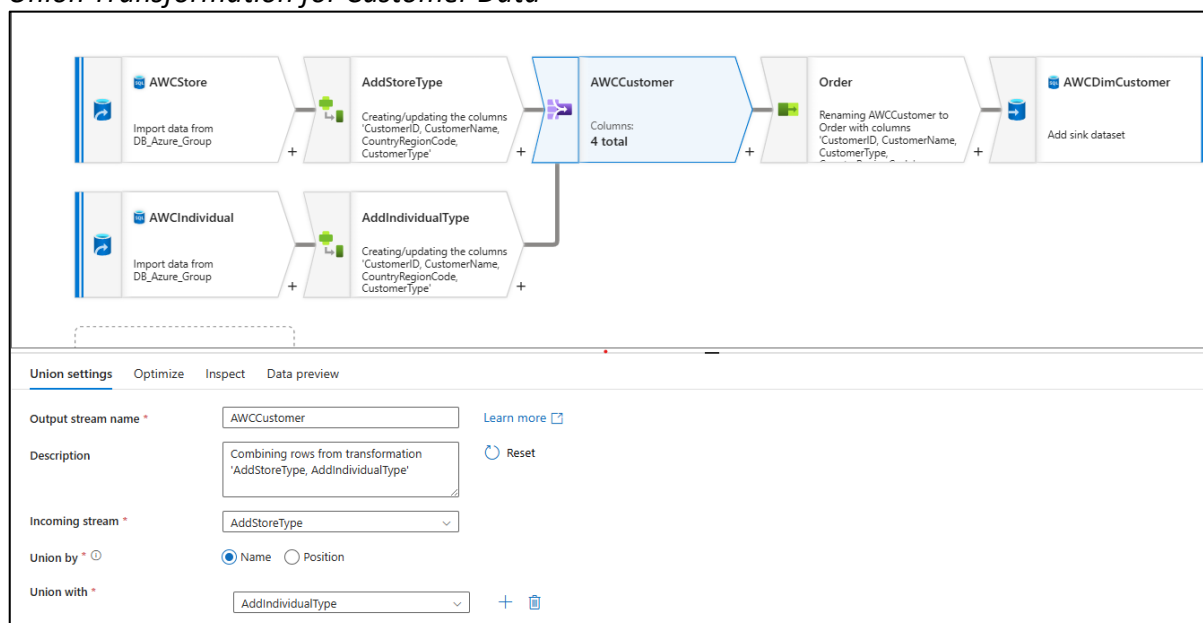 Union Transformation for Customer Data
AWCStore
Import data from
DB_Azure_Group
+
AddStoreType
Creating/updating the columns
'CustomerID, CustomerName,
CountryRegionCode,
CustomerType'
+
AWCCustomer
Columns:
4 total
+
Order
Renaming AWCCustomer to
Order with columns
'CustomerID, CustomerName,
CustomerType,
+
AWCDimCustomer
Add sink dataset
AWCIndividual
Import data from
DB_Azure_Group
+
AddIndividualType
Creating/updating the columns
'CustomerID, CustomerName,
CountryRegionCode,
CustomerType'
+
Union settings Optimize Inspect Data preview
Output stream name * AWCCustomer Learn more
Description Combining rows from transformation
'AddStoreType, AddIndividualType'
Reset
Incoming stream * AddStoreType
Union by * Name Position
Union with * AddIndividualType +